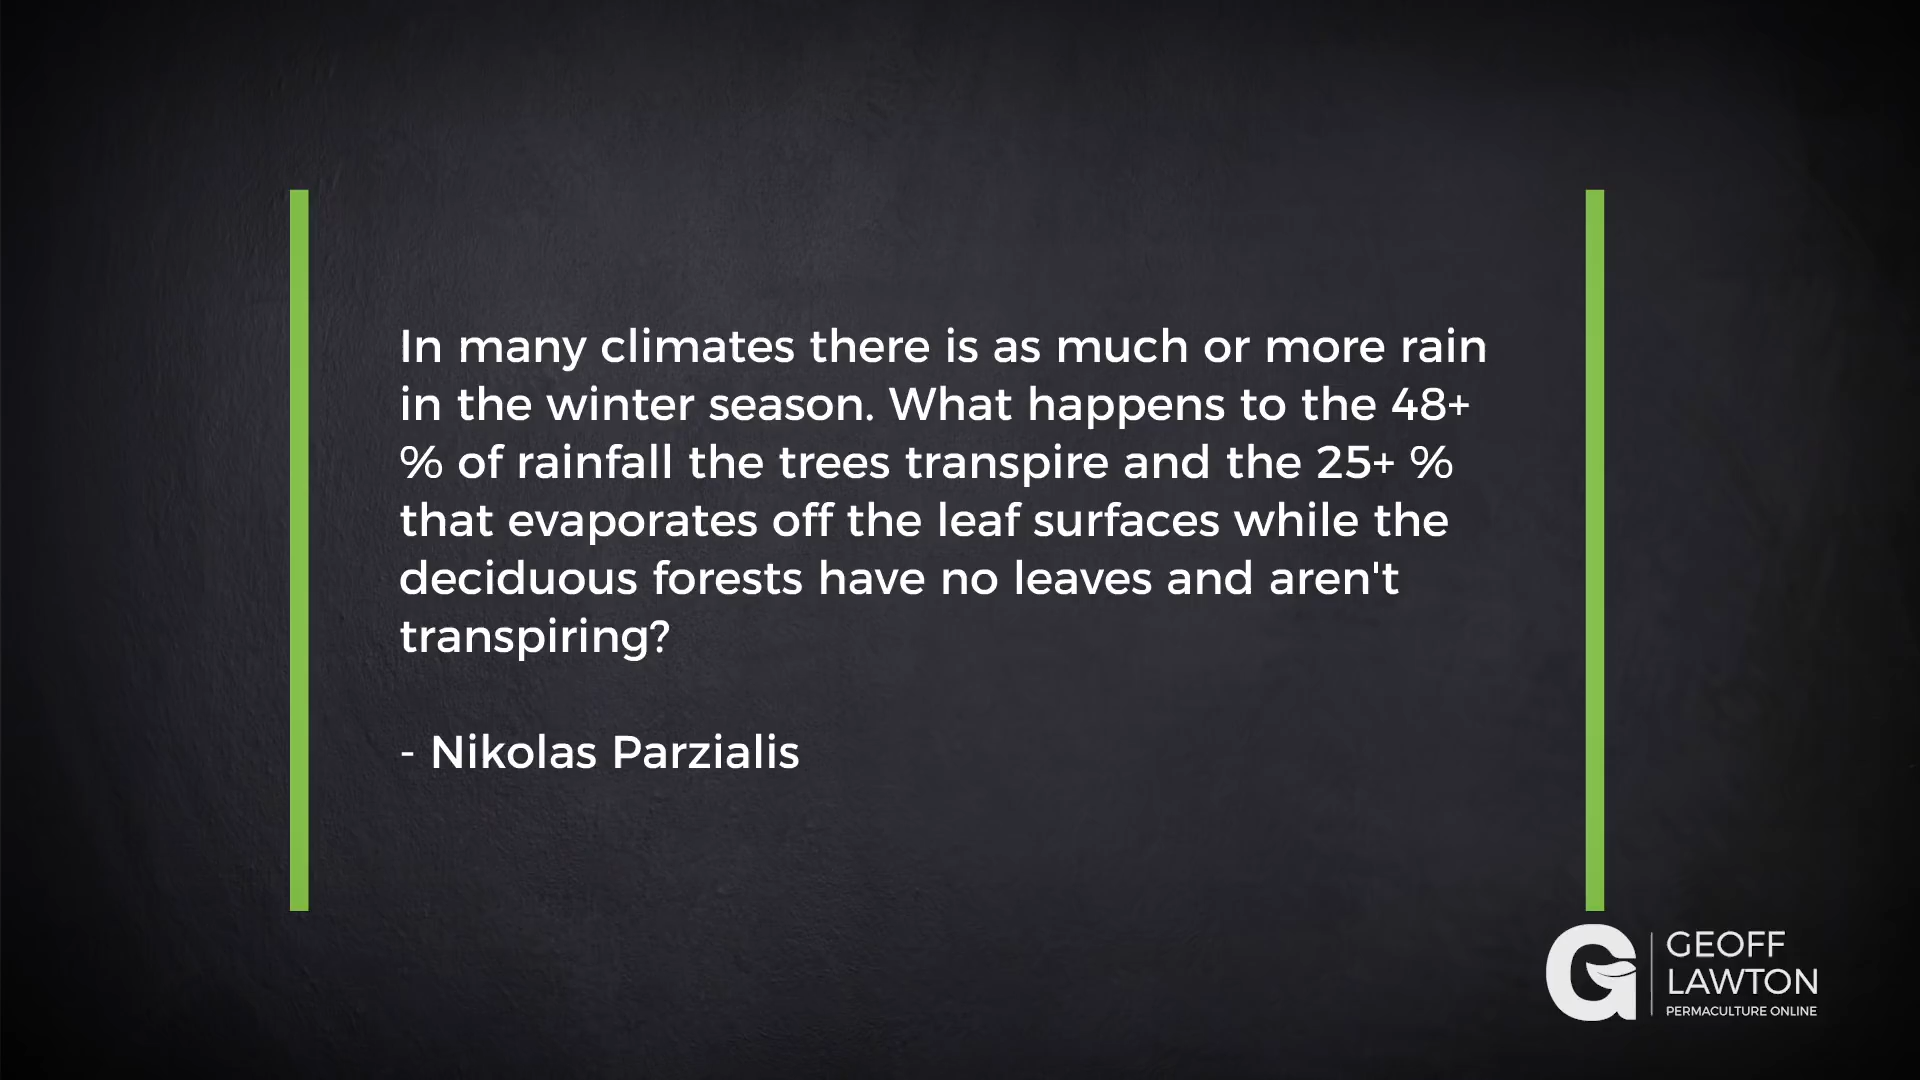 In many climates there is as much or more rain
in the winter season. What happens to the 48+
% of rainfall the trees transpire and the 25+ %
that evaporates off the leaf surfaces while the
deciduous forests have no leaves and aren't
transpiring?
- Nikolas Parzialis
GEOFF
LAWTON
PERMACULTURE ONLINE